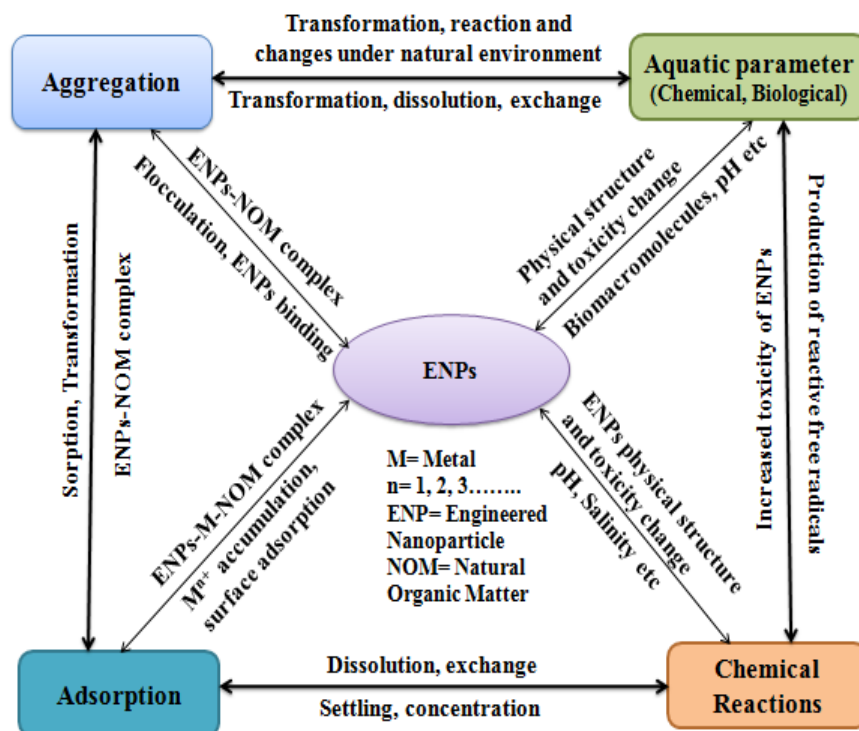 Transformation, reaction and
changes under natural environment
Aggregation
Aquatic parameter
(Chemical, Biological)
Transformation, dissolution, exchange
ENPs-NOM complex
Flocculation, ENPs binding
Physical structure
and toxicity change
Biomacromolecules, pH etc
Sorption, Transformation
ENPs-NOM complex
Increased toxicity of ENPs
Production of reactive free radicals
ENPs
ENPs-M-NOM complex
Mⁿ⁺ accumulation,
surface adsorption
M= Metal
n= 1, 2, 3……..
ENP= Engineered
Nanoparticle
NOM= Natural
Organic Matter
ENPs physical structure
and toxicity change
pH, Salinity etc
Adsorption
Dissolution, exchange
Settling, concentration
Chemical
Reactions